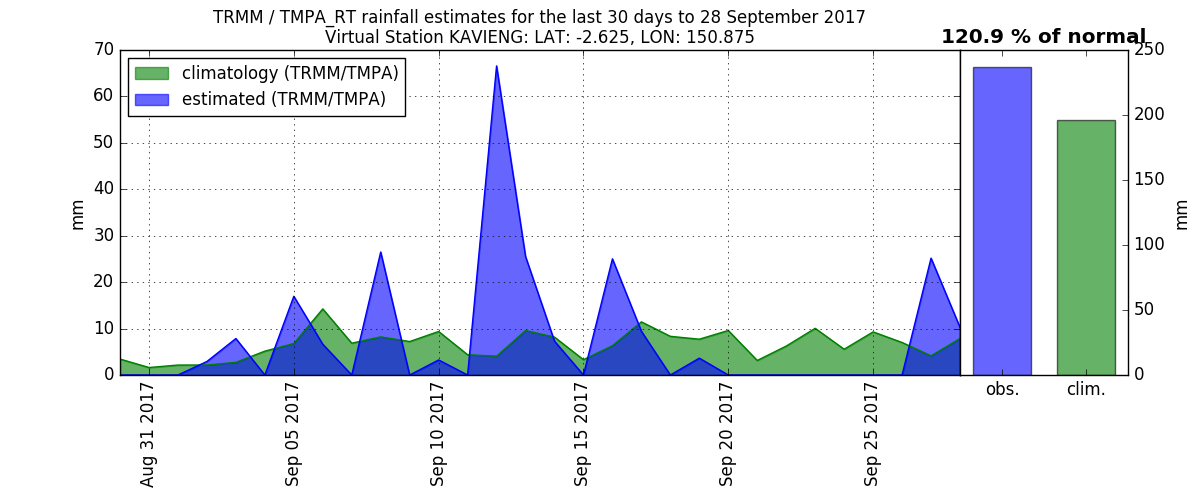 TRMM / TMPA_RT rainfall estimates for the last 30 days to 28 September 2017
Virtual Station KAVIENG: LAT: -2.625, LON: 150.875
120.9 % of normal
climatology (TRMM/TMPA)
estimated (TRMM/TMPA)
70
60
50
40
30
20
10
0
mm
Aug 31 2017
Sep 05 2017
Sep 10 2017
Sep 15 2017
Sep 20 2017
Sep 25 2017
obs.
clim.
250
200
150
100
50
0
mm